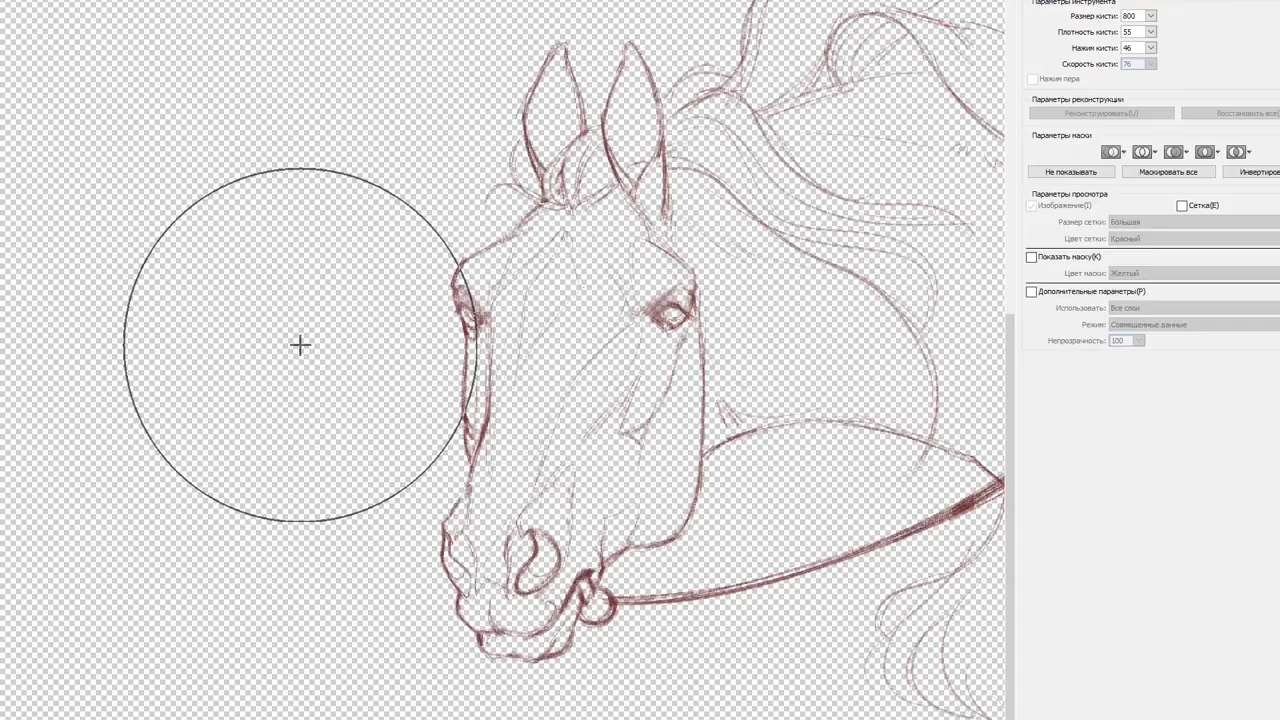 Параметры инструмента
Размер кисти: 800
Плотность кисти: 55
Нажим кисти: 46
Скорость кисти: 76
Нажим пера
Параметры реконструкции
Реконструировать(U) Восстановить все(
Параметры маски
Не показывать Маскировать все Инвертиров
Параметры просмотра
Изображение(I) Сетка(E)
Размер сетки: Большая
Цвет сетки: Красный
Показать маску(K)
Цвет маски: Желтый
Дополнительные параметры(P)
Использовать: Все слои
Режим: Совмещенные данные
Непрозрачность: 100